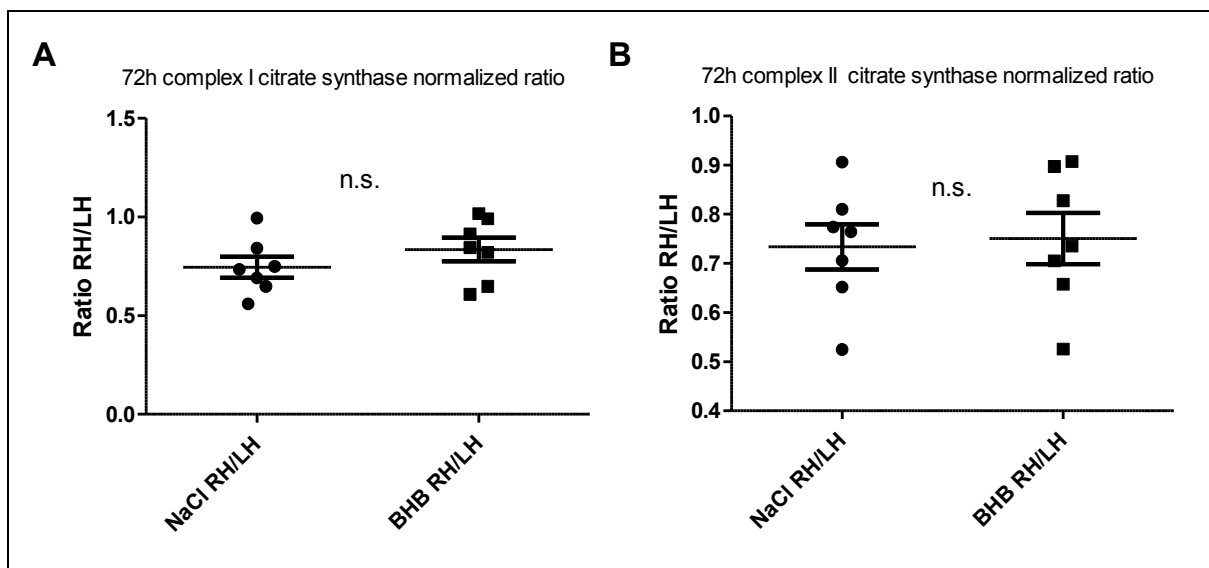 A
72h complex I citrate synthase normalized ratio
1.5
1.0
0.5
0.0
Ratio RH/LH
n.s.
NaCl RH/LH
BHB RH/LH
B
72h complex II citrate synthase normalized ratio
1.0
0.9
0.8
0.7
0.6
0.5
0.4
Ratio RH/LH
n.s.
NaCl RH/LH
BHB RH/LH